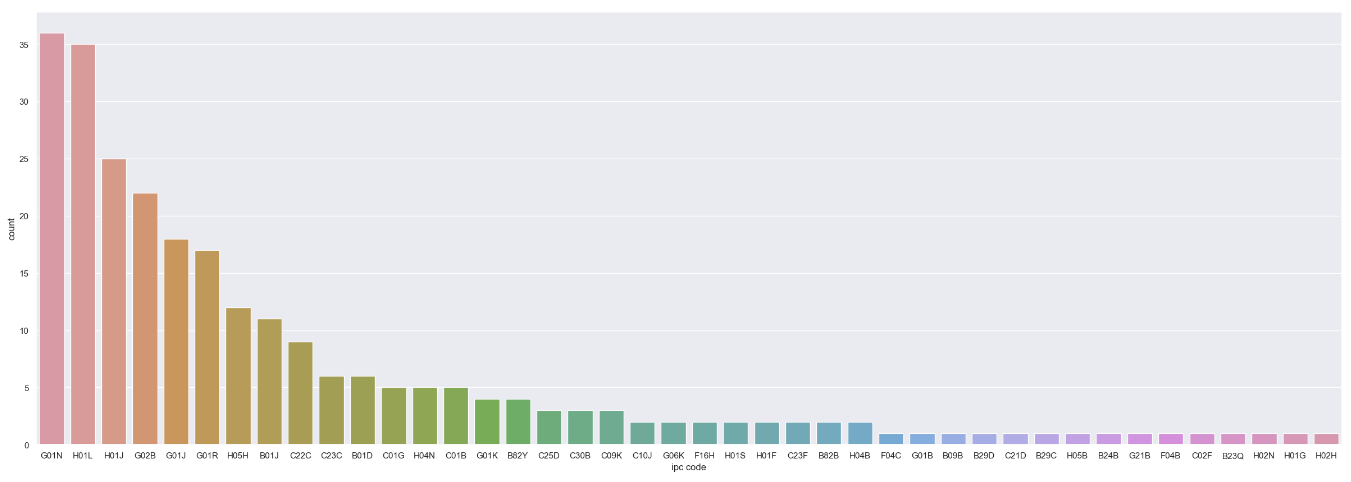 35
30
25
20
15
10
5
0
count
G01N H01L H01J G02B G01J G01R H05H B01J C22C C23C B01D C01G H04N C01B G01K B82Y C25D C30B C09K C10J G06K F16H H01S H01F C23F B82B H04B F04C G01B B09B B29D C21D B29C H05B B24B G21B F04B C02F B23Q H02N H01G H02H
ipc code